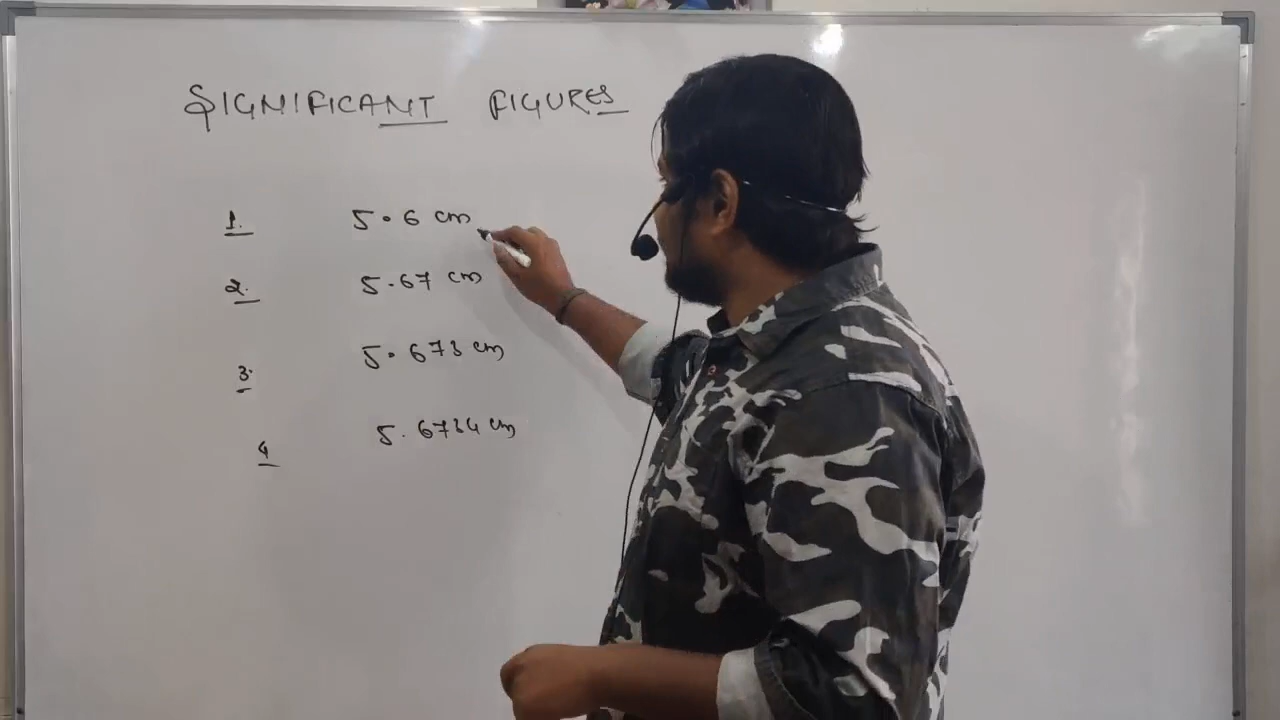 SIGNIFICANT FIGURES
1. 5.6 cm
2. 5.67 cm
3. 5.673 cm
4 5.6734 cm